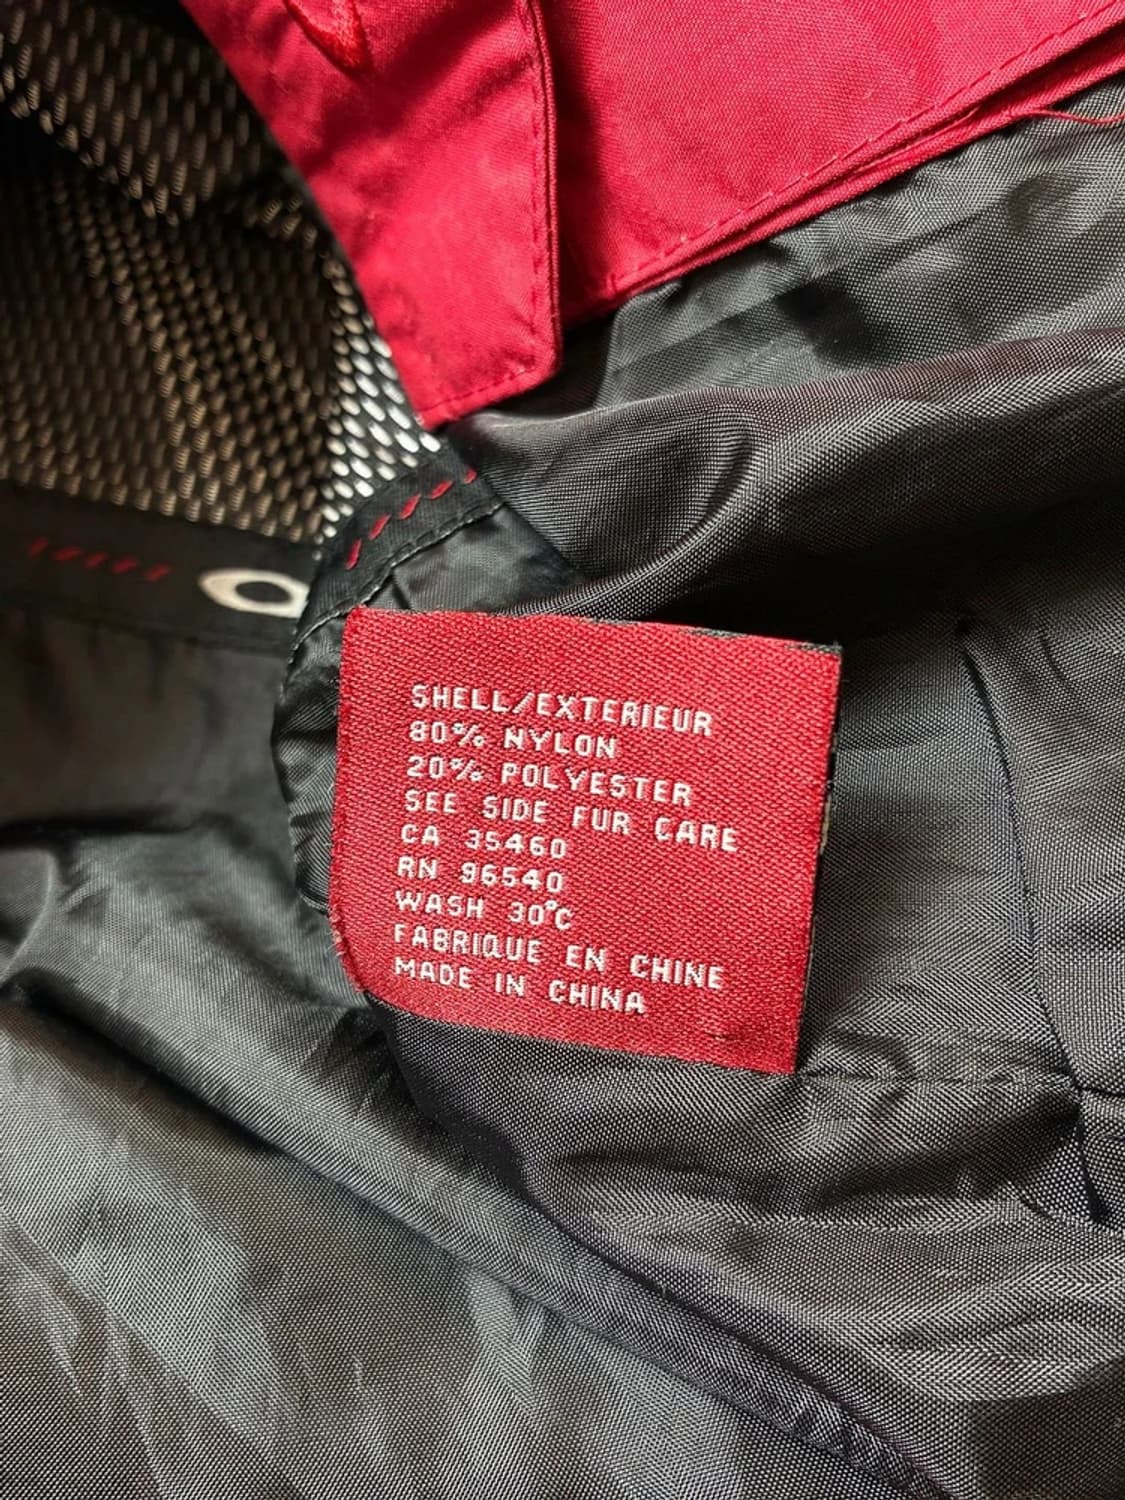 SHELL/EXTERIEUR
80% NYLON
20% POLYESTER
SEE SIDE FUR CARE
CA 35460
RN 96540
WASH 30°C
FABRIQUE EN CHINE
MADE IN CHINA